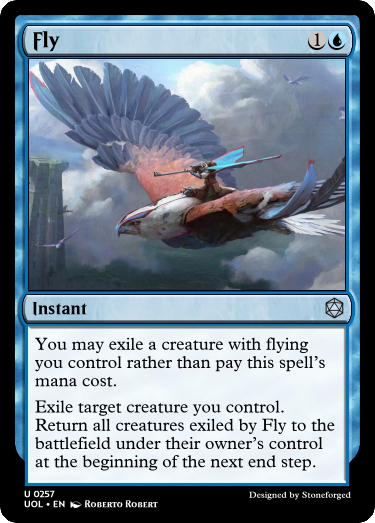 Fly
1
Instant
You may exile a creature with flying
you control rather than pay this spell's
mana cost.
Exile target creature you control.
Return all creatures exiled by Fly to the
battlefield under their owner's control
at the beginning of the next end step.
U 0257
UOL • EN Roberto Robert
Designed by Stoneforged